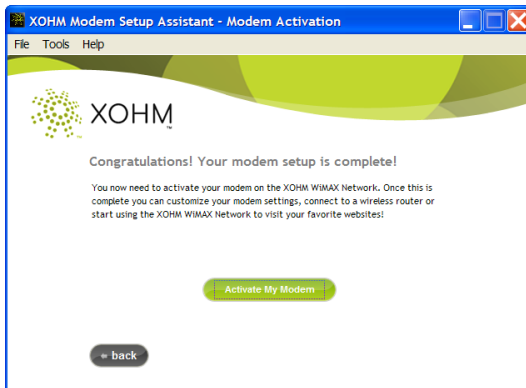 XOHM Modem Setup Assistant - Modem Activation
File Tools Help
XOHM
Congratulations! Your modem setup is complete!
You now need to activate your modem on the XOHM WiMAX Network. Once this is
complete you can customize your modem settings, connect to a wireless router or
start using the XOHM WiMAX Network to visit your favorite websites!
Activate My Modem
back